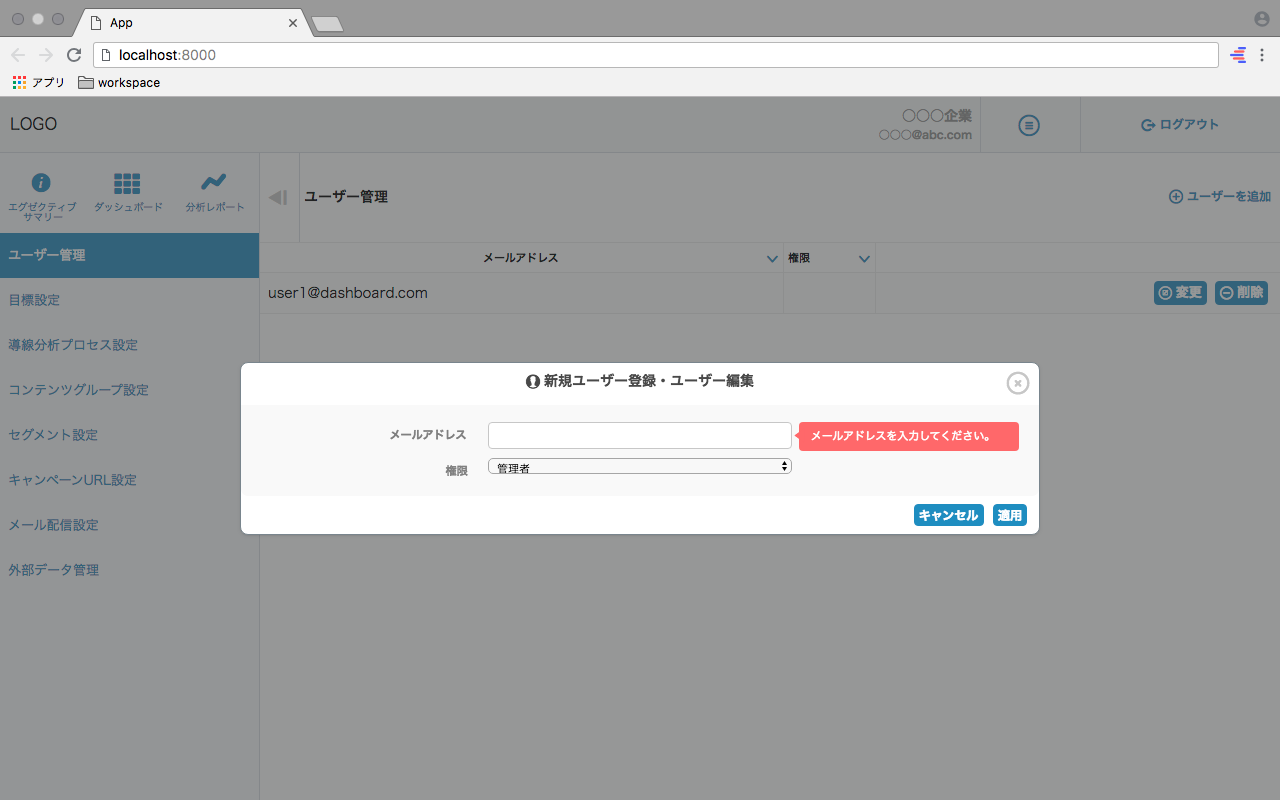 App
localhost:8000
アプリ
workspace
LOGO
〇〇〇企業
〇〇〇@abc.com
ログアウト
エグゼクティブ
サマリー
ダッシュボード
分析レポート
ユーザー管理
ユーザーを追加
ユーザー管理
目標設定
導線分析プロセス設定
コンテンツグループ設定
セグメント設定
キャンペーンURL設定
メール配信設定
外部データ管理
メールアドレス
権限
user1@dashboard.com
変更
削除
新規ユーザー登録・ユーザー編集
メールアドレス
メールアドレスを入力してください。
権限
管理者
キャンセル
適用